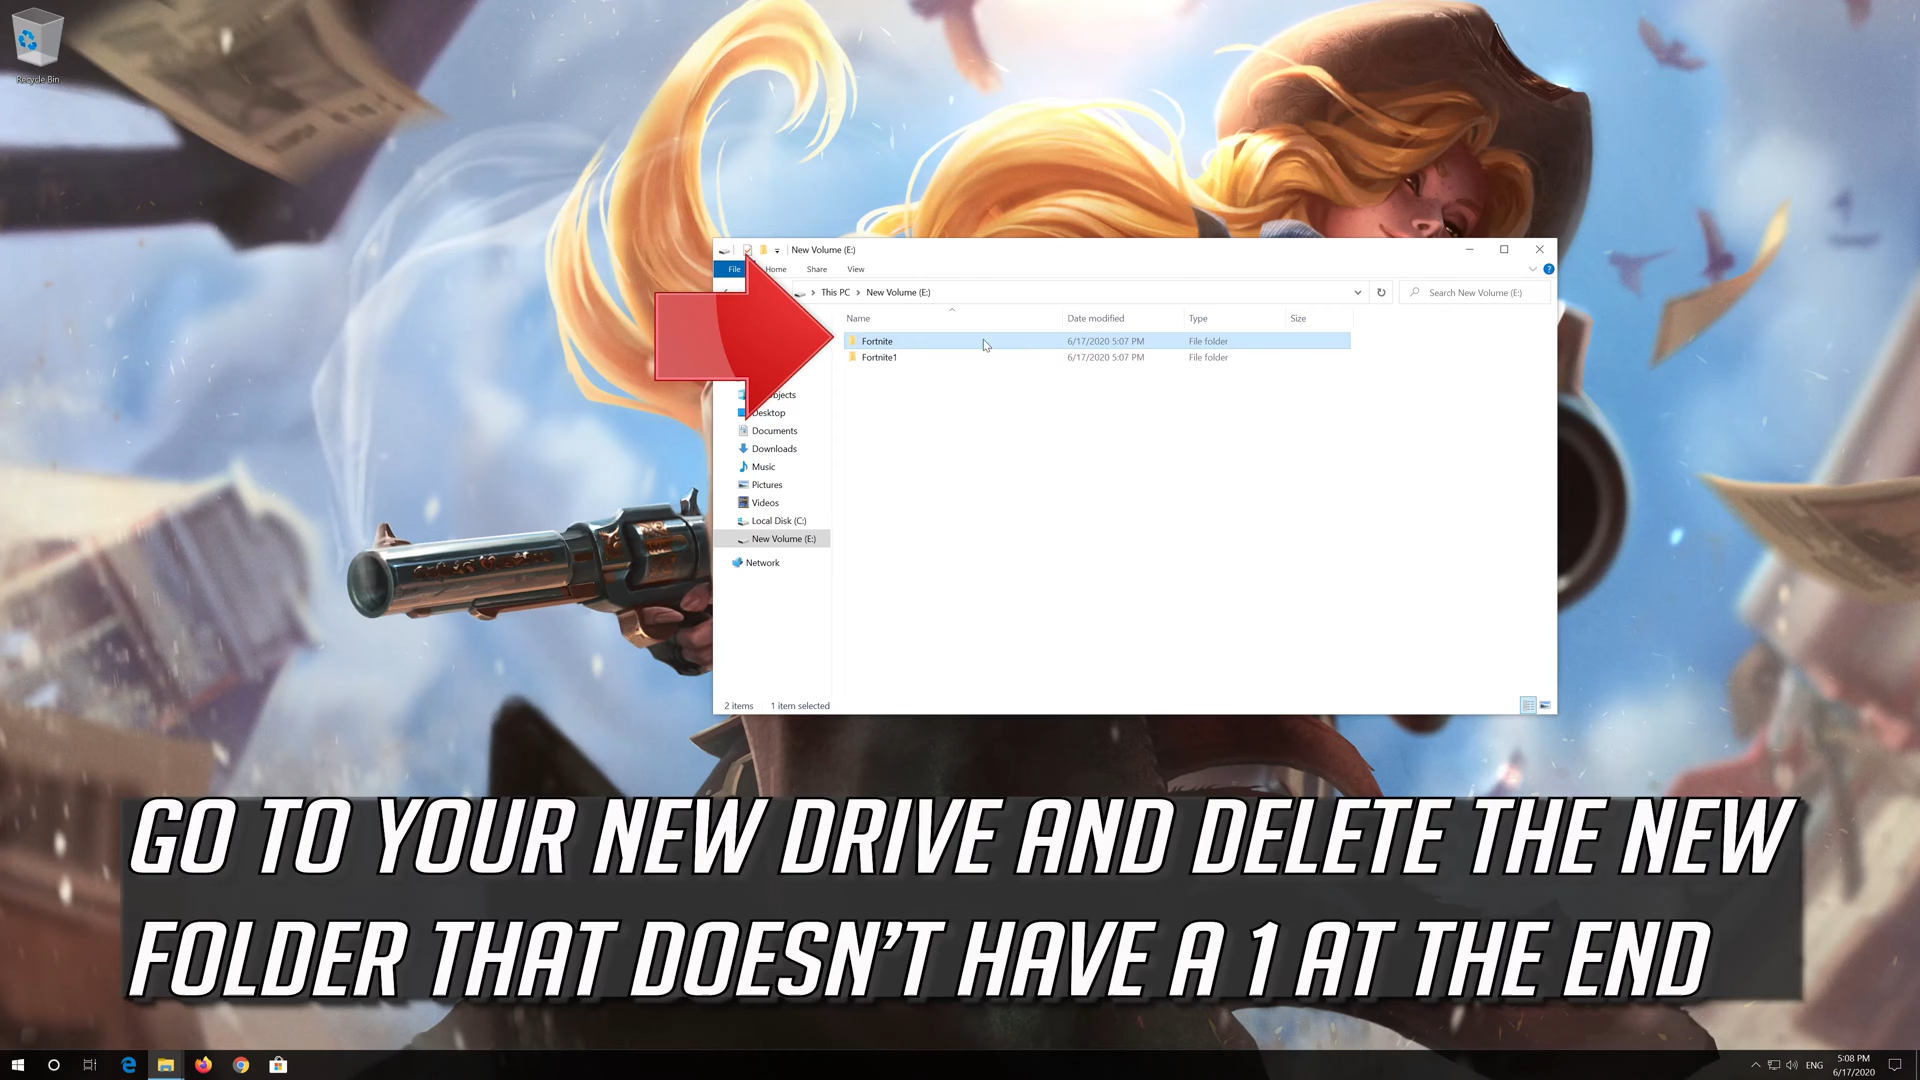 Recycle Bin
New Volume (E:)
File
Home
Share
View
This PC
New Volume (E:)
Search New Volume (E:)
Name
Date modified
Type
Size
Fortnite
6/17/2020 5:07 PM
File folder
Fortnite1
6/17/2020 5:07 PM
File folder
bjects
Desktop
Documents
Downloads
Music
Pictures
Videos
Local Disk (C:)
New Volume (E:)
Network
2 items
1 item selected
GO TO YOUR NEW DRIVE AND DELETE THE NEW
FOLDER THAT DOESN'T HAVE A 1 AT THE END
ENG
5:08 PM
6/17/2020